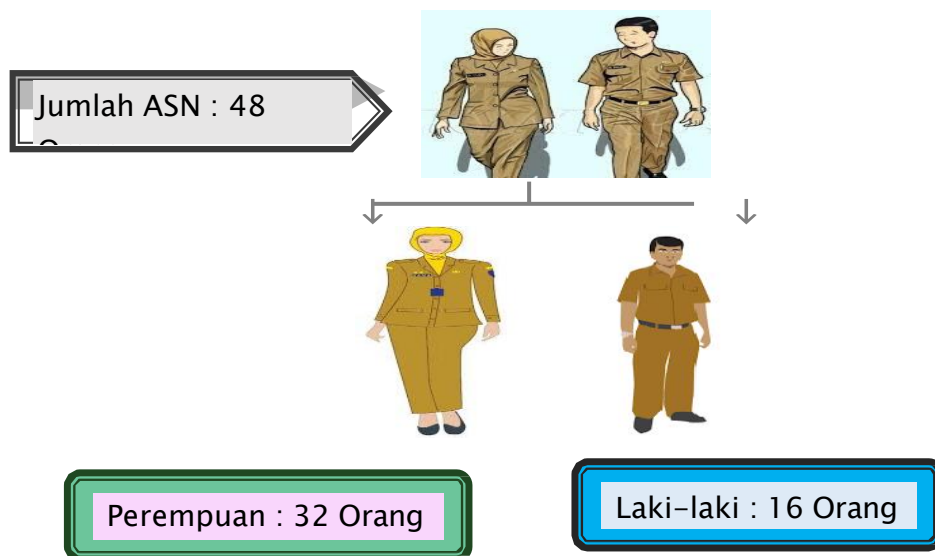 Jumlah ASN : 48
Perempuan : 32 Orang
Laki-laki : 16 Orang